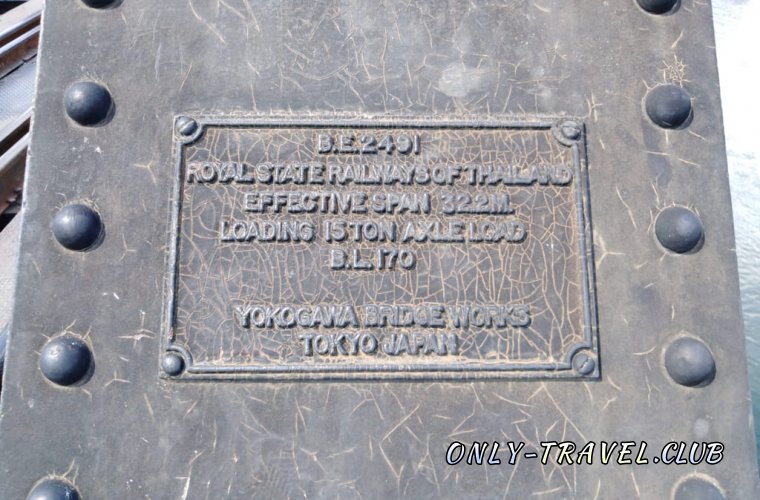 B.E.2491
ROYAL STATE RAILWAYS OF THAILAND
EFFECTIVE SPAN 32.2M.
LOADING 15 TON AXLE LOAD
B.L.170
YOKOGAWA BRIDGE WORKS
TOKYO JAPAN
ONLY-TRAVEL.CLUB